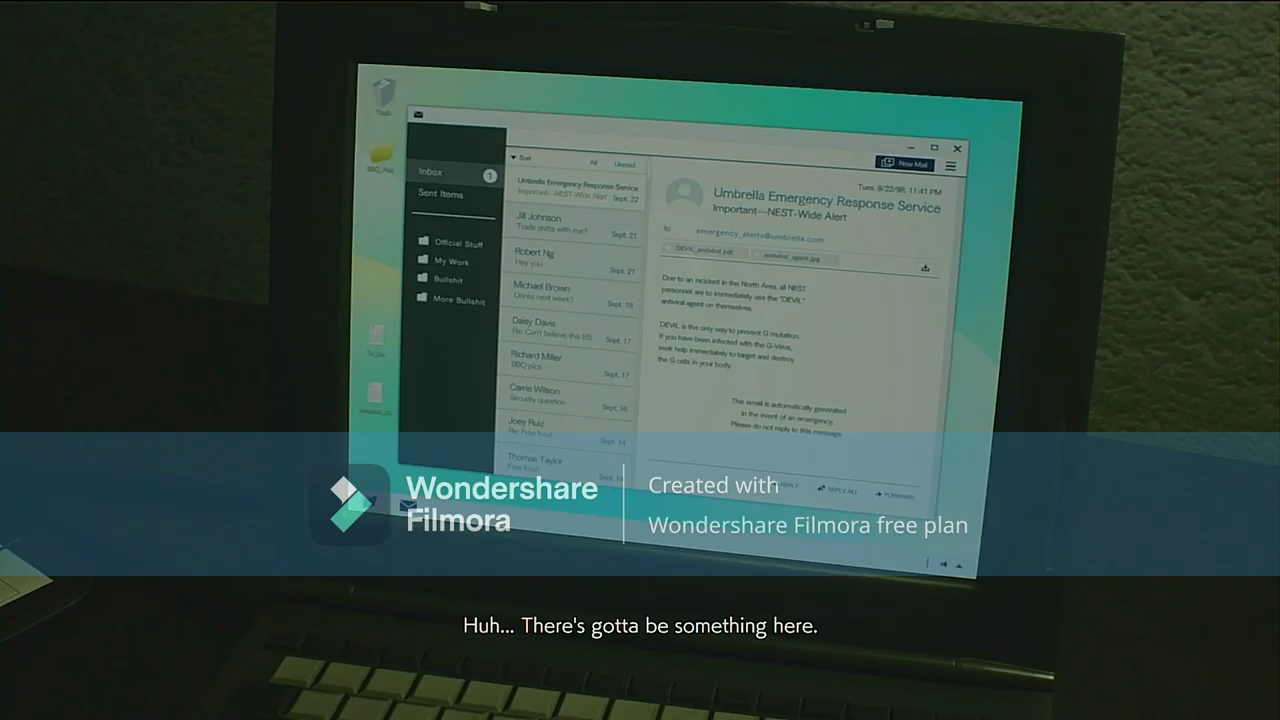 Tools
BBQ_Pics
Inbox
1
Sent Items
Official Stuff
My Work
Bullshit
More Bullshit
Sort
All
Unread
Umbrella Emergency Response Service
Important—NEST-Wide Alert
Sept. 22
Jill Johnson
Trade shifts with me?
Sept. 21
Robert Ng
Hey you
Sept. 21
Michael Brown
Drinks next week?
Sept. 18
Daisy Davis
Re: Can't believe this BS
Sept. 17
Richard Miller
BBQ pics
Sept. 17
Carrie Wilson
Security question
Sept. 16
Joey Ruiz
Re: Free food
Sept. 14
Thomas Taylor
Free food
Sept. 14
New Mail
Tues, 9/22/98, 11:41 PM
Umbrella Emergency Response Service
Important—NEST-Wide Alert
to
emergency_alerts@umbrella.com
DEVIL_antiviral.pdf
antiviral_agent.jpg
Due to an incident in the North Area, all NEST
personnel are to immediately use the "DEVIL"
antiviral agent on themselves.
DEVIL is the only way to prevent G mutation.
If you have been infected with the G-Virus,
seek help immediately to target and destroy
the G cells in your body.
This email is automatically generated
in the event of an emergency.
Please do not reply to this message.
REPLY
REPLY ALL
FORWARD
Wondershare
Filmora
Created with
Wondershare Filmora free plan
Huh... There's gotta be something here.